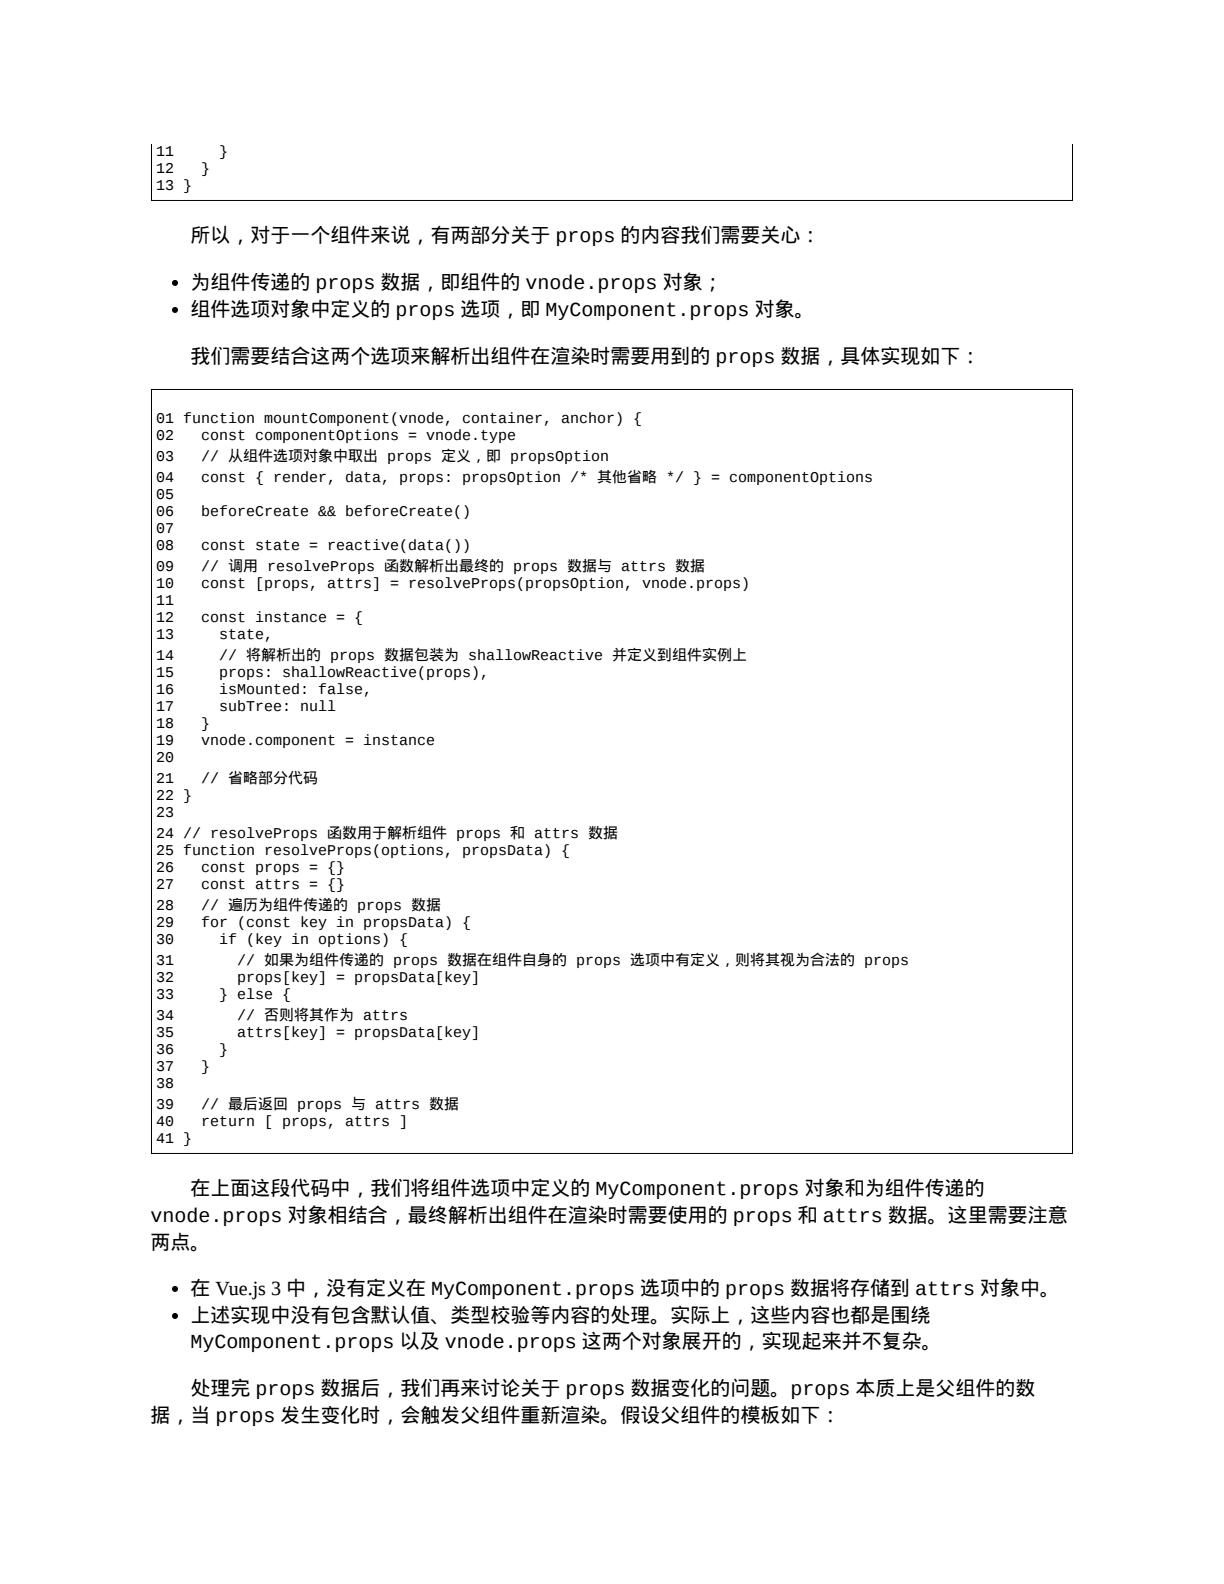 11     }
12   }
13 }
所以，对于一个组件来说，有两部分关于 props 的内容我们需要关心：
• 为组件传递的 props 数据，即组件的 vnode.props 对象；
• 组件选项对象中定义的 props 选项，即 MyComponent.props 对象。
我们需要结合这两个选项来解析出组件在渲染时需要用到的 props 数据，具体实现如下：
01 function mountComponent(vnode, container, anchor) {
02   const componentOptions = vnode.type
03   // 从组件选项对象中取出 props 定义，即 propsOption
04   const { render, data, props: propsOption /* 其他省略 */ } = componentOptions
05
06   beforeCreate && beforeCreate()
07
08   const state = reactive(data())
09   // 调用 resolveProps 函数解析出最终的 props 数据与 attrs 数据
10   const [props, attrs] = resolveProps(propsOption, vnode.props)
11
12   const instance = {
13     state,
14     // 将解析出的 props 数据包装为 shallowReactive 并定义到组件实例上
15     props: shallowReactive(props),
16     isMounted: false,
17     subTree: null
18   }
19   vnode.component = instance
20
21   // 省略部分代码
22 }
23
24 // resolveProps 函数用于解析组件 props 和 attrs 数据
25 function resolveProps(options, propsData) {
26   const props = {}
27   const attrs = {}
28   // 遍历为组件传递的 props 数据
29   for (const key in propsData) {
30     if (key in options) {
31       // 如果为组件传递的 props 数据在组件自身的 props 选项中有定义，则将其视为合法的 props
32       props[key] = propsData[key]
33     } else {
34       // 否则将其作为 attrs
35       attrs[key] = propsData[key]
36     }
37   }
38
39   // 最后返回 props 与 attrs 数据
40   return [ props, attrs ]
41 }
在上面这段代码中，我们将组件选项中定义的 MyComponent.props 对象和为组件传递的
vnode.props 对象相结合，最终解析出组件在渲染时需要使用的 props 和 attrs 数据。这里需要注意
两点。
• 在 Vue.js 3 中，没有定义在 MyComponent.props 选项中的 props 数据将存储到 attrs 对象中。
• 上述实现中没有包含默认值、类型校验等内容的处理。实际上，这些内容也都是围绕
MyComponent.props 以及 vnode.props 这两个对象展开的，实现起来并不复杂。
处理完 props 数据后，我们再来讨论关于 props 数据变化的问题。props 本质上是父组件的数
据，当 props 发生变化时，会触发父组件重新渲染。假设父组件的模板如下：